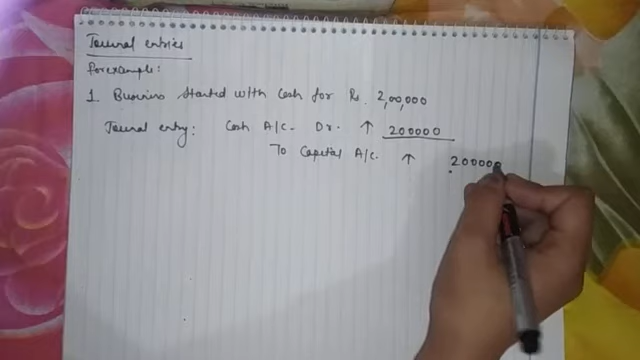 Journal entries
For example:
1. Business started with cash for Rs. 2,00,000
Journal entry: Cash A/C - Dr. ↑ 200000
To Capital A/C. ↑ 200000